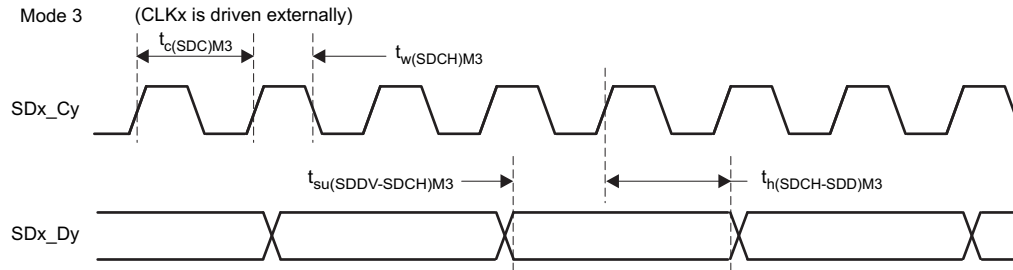 Mode 3 (CLKx is driven externally)
tc(SDC)M3
tw(SDCH)M3
SDx_Cy
tsu(SDDV-SDCH)M3
th(SDCH-SDD)M3
SDx_Dy